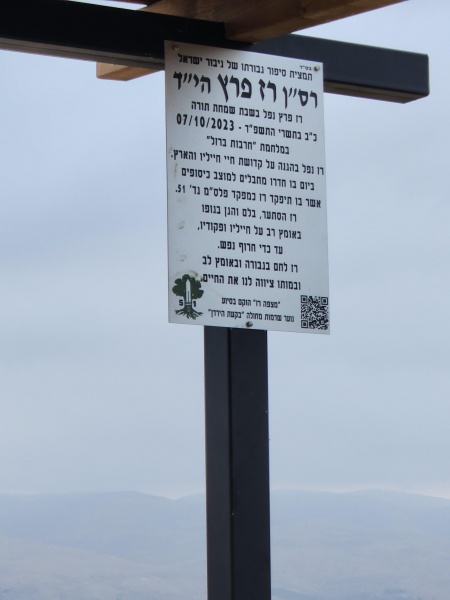 בס"ד
תמצית סיפור גבורתו של גיבור ישראל
רס"ן רז פרץ הי"ד
רז פרץ נפל בשבת שמחת תורה
כ"ב בתשרי התשפ"ד - 07/10/2023
במלחמת "חרבות ברזל"
רז נפל בהגנה על קדושת חיי חייליו והארץ.
ביום בו חדרו מחבלים למוצב כיסופים
אשר בו תיפקד רז כמפקד פלס"מ גד' 51.
רז הסתער, בלם והגן בגופו
באומץ רב על חייליו ופקודיו,
עד כדי חרוף נפש.
רז לחם בגבורה ובאומץ לב
ובמותו ציווה לנו את החיים.
"מצפה רז" הוקם בסיוע
נוער שדמות מחולה "בקעת הירדן"
51